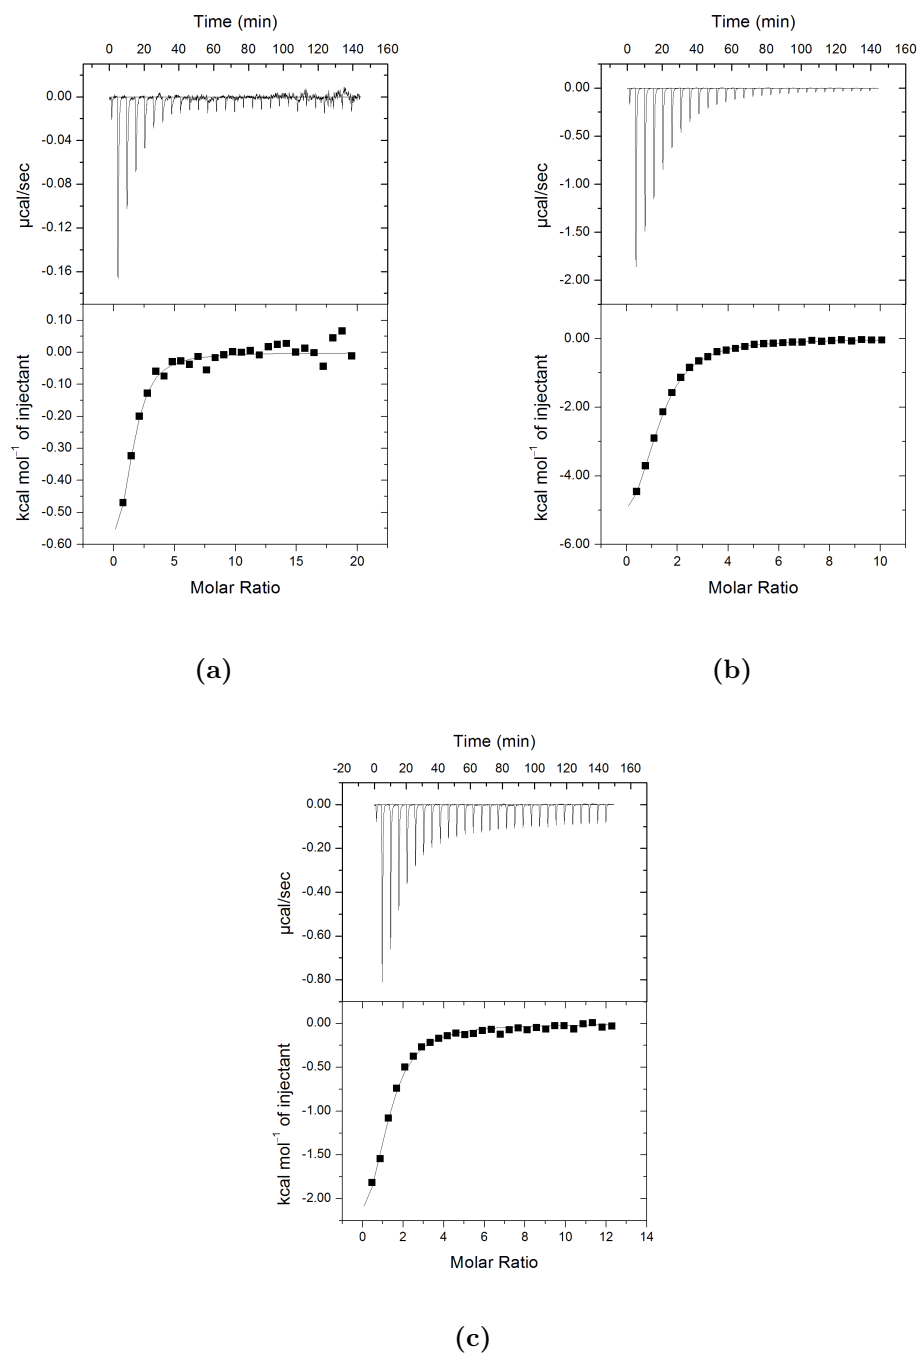 Time (min)
0 20 40 60 80 100 120 140 160
0.00
-0.04
-0.08
-0.12
-0.16
µcal/sec
0.10
0.00
-0.10
-0.20
-0.30
-0.40
-0.50
-0.60
kcal mol⁻¹ of injectant
0 5 10 15 20
Molar Ratio
(a)
Time (min)
0 20 40 60 80 100 120 140 160
0.00
-0.50
-1.00
-1.50
-2.00
µcal/sec
0.00
-2.00
-4.00
-6.00
kcal mol⁻¹ of injectant
0 2 4 6 8 10
Molar Ratio
(b)
Time (min)
-20 0 20 40 60 80 100 120 140 160
0.00
-0.20
-0.40
-0.60
-0.80
µcal/sec
0.00
-0.50
-1.00
-1.50
-2.00
kcal mol⁻¹ of injectant
0 2 4 6 8 10 12 14
Molar Ratio
(c)